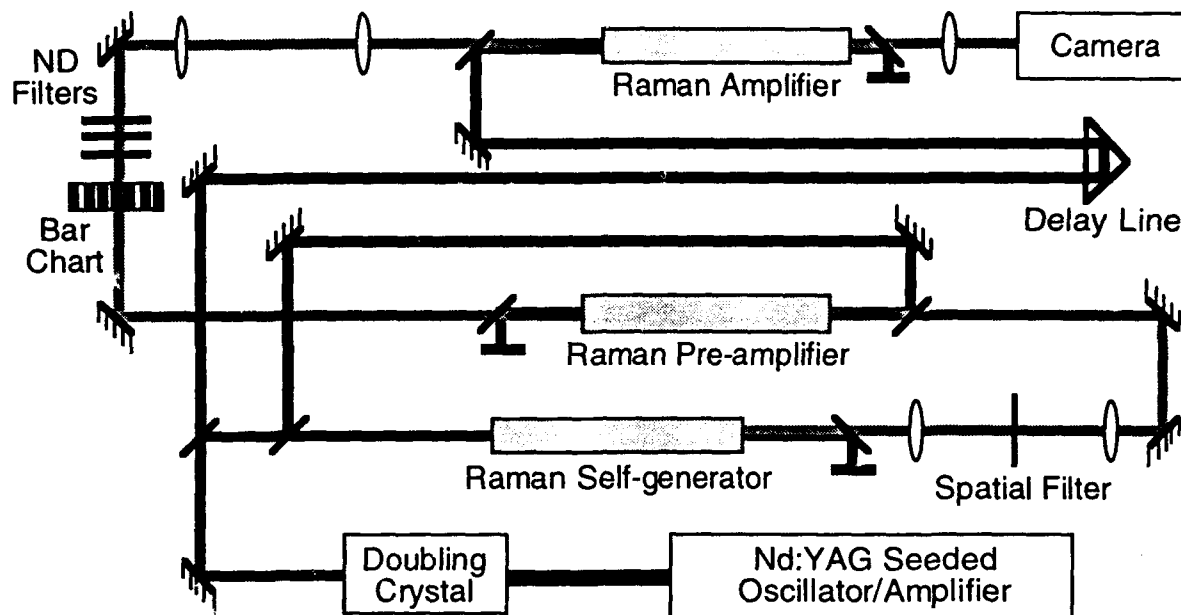 ND
Filters
Raman Amplifier
Camera
Bar
Chart
Delay Line
Raman Pre-amplifier
Raman Self-generator
Spatial Filter
Doubling
Crystal
Nd:YAG Seeded
Oscillator/Amplifier